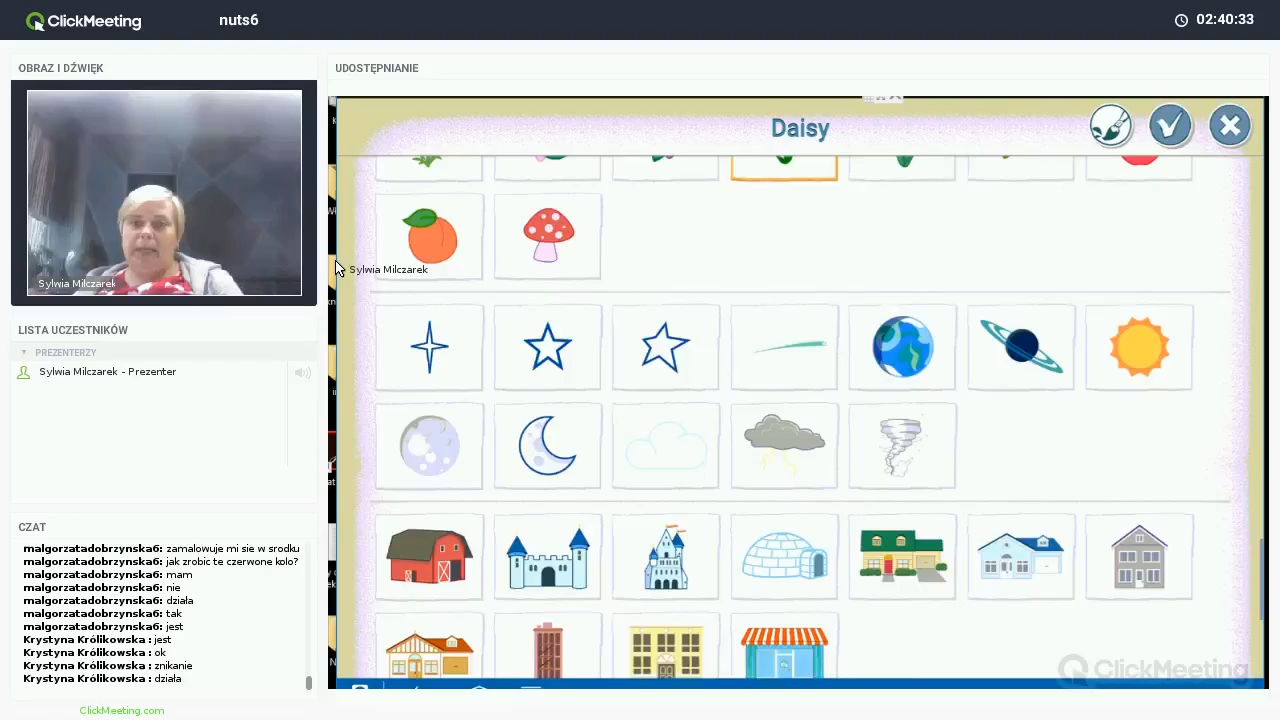 ClickMeeting
nuts6
02:40:33
OBRAZ I DŹWIĘK
UDOSTĘPNIANIE
Daisy
Sylwia Milczarek
Sylwia Milczarek
LISTA UCZESTNIKÓW
PREZENTERZY
Sylwia Milczarek - Prezenter
CZAT
malgorzatadobrzynska6: zamalowuje mi sie w srodku
malgorzatadobrzynska6: jak zrobic te czerwone kolo?
malgorzatadobrzynska6: mam
malgorzatadobrzynska6: nie
malgorzatadobrzynska6: działa
malgorzatadobrzynska6: tak
malgorzatadobrzynska6: jest
Krystyna Królikowska : jest
Krystyna Królikowska : ok
Krystyna Królikowska : znikanie
Krystyna Królikowska : działa
ClickMeeting
ClickMeeting.com